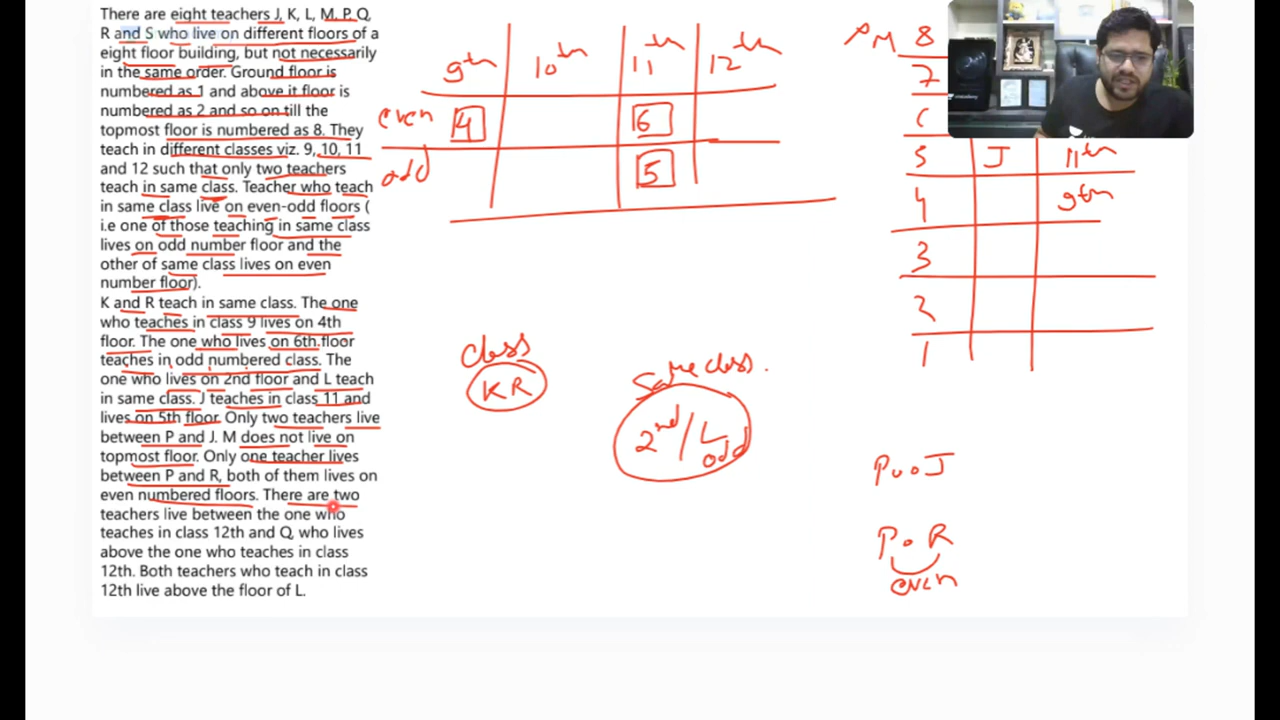 There are eight teachers J, K, L, M, P, Q,
R and S who live on different floors of a
eight floor building, but not necessarily
in the same order. Ground floor is
numbered as 1 and above it floor is
numbered as 2 and so on till the
topmost floor is numbered as 8. They
teach in different classes viz. 9, 10, 11
and 12 such that only two teachers
teach in same class. Teacher who teach
in same class live on even-odd floors (
i.e one of those teaching in same class
lives on odd number floor and the
other of same class lives on even
number floor).
K and R teach in same class. The one
who teaches in class 9 lives on 4th
floor. The one who lives on 6th floor
teaches in odd numbered class. The
one who lives on 2nd floor and L teach
in same class. J teaches in class 11 and
lives on 5th floor. Only two teachers live
between P and J. M does not live on
topmost floor. Only one teacher lives
between P and R, both of them lives on
even numbered floors. There are two
teachers live between the one who
teaches in class 12th and Q, who lives
above the one who teaches in class
12th. Both teachers who teach in class
12th live above the floor of L.
9th 10th 11th 12th
even 4 6
odd 5
class
KR
Same class.
2nd/L
odd
M 8
7
5 J 11th
4 9th
3
2
1
P o o J
P o R
even